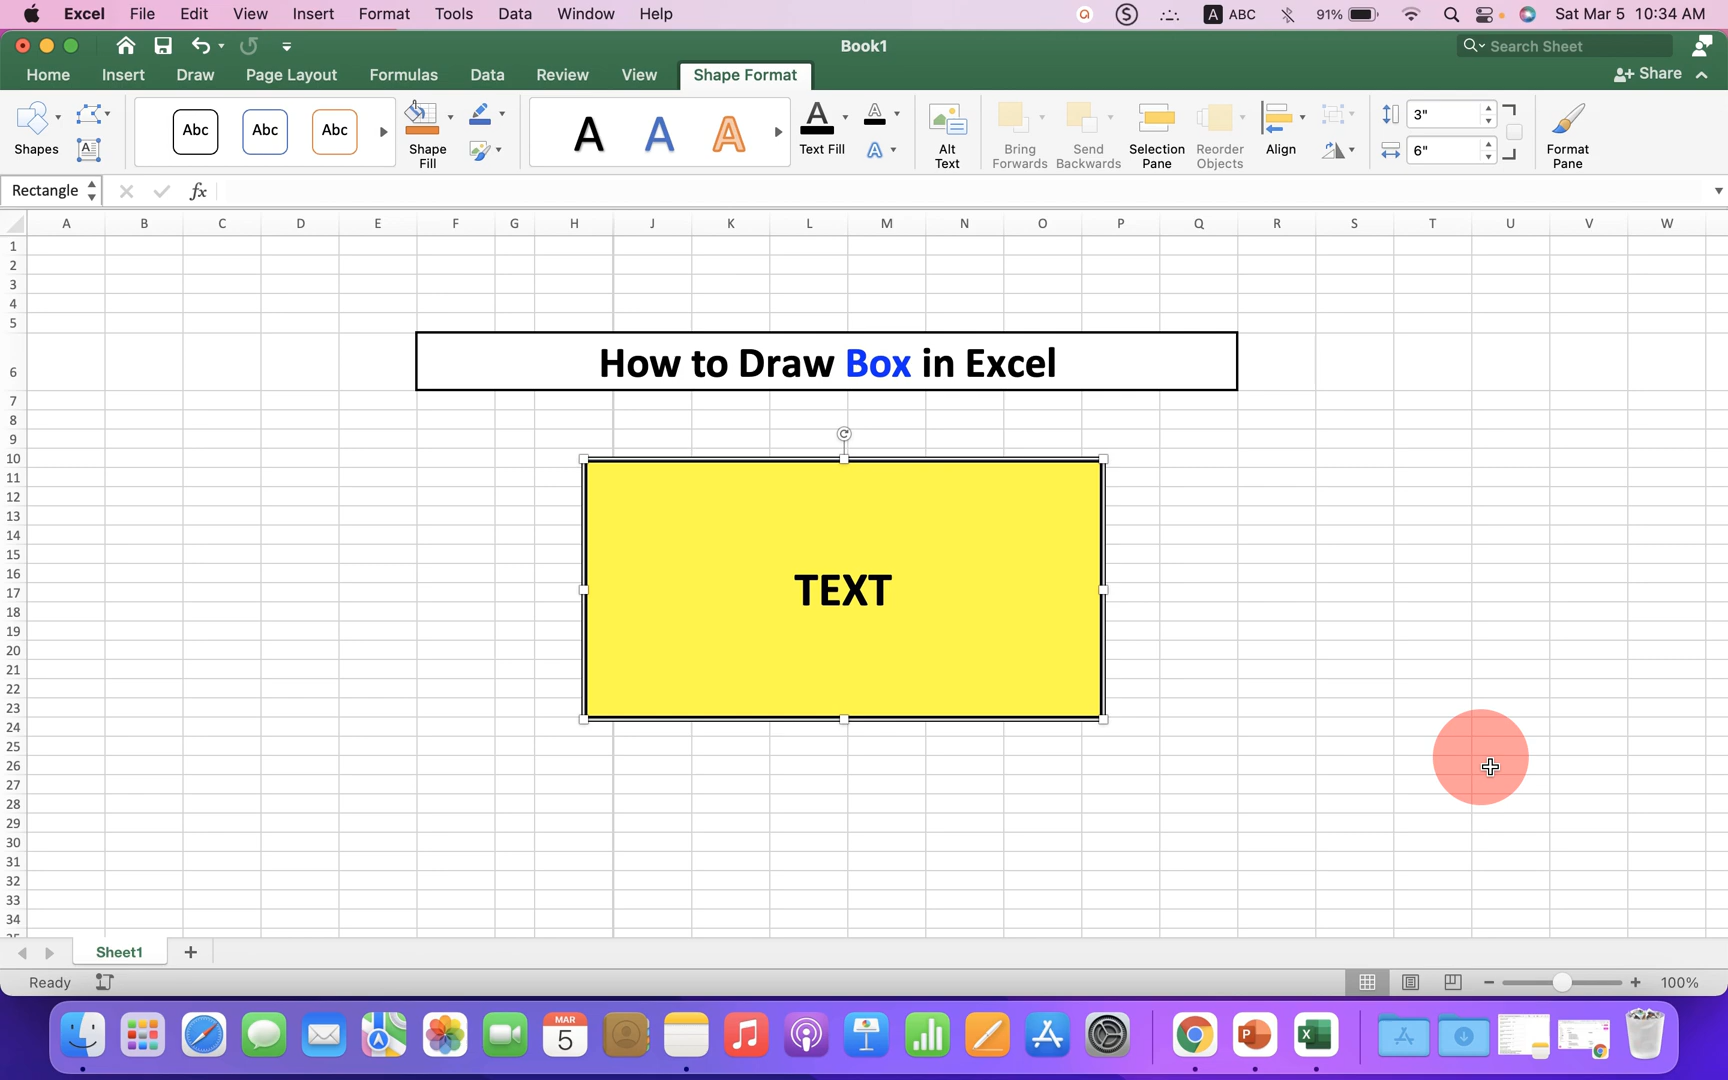 Excel File Edit View Insert Format Tools Data Window Help A ABC 91% Sat Mar 5 10:34 AM
Book1
Search Sheet
Home Insert Draw Page Layout Formulas Data Review View Shape Format
Share
Shapes
Abc Abc Abc
Shape
Fill
A A A
Text Fill
Alt
Text
Bring
Forwards
Send
Backwards
Selection
Pane
Reorder
Objects
Align
3"
6"
Format
Pane
Rectangle fx
A B C D E F G H J K L M N O P Q R S T U V W
1
2
3
4
5
6
How to Draw Box in Excel
7
8
9
10
11
12
13
14
15
16
17
TEXT
18
19
20
21
22
23
24
25
26
27
28
29
30
31
32
33
34
Sheet1
Ready
100%
MAR
5